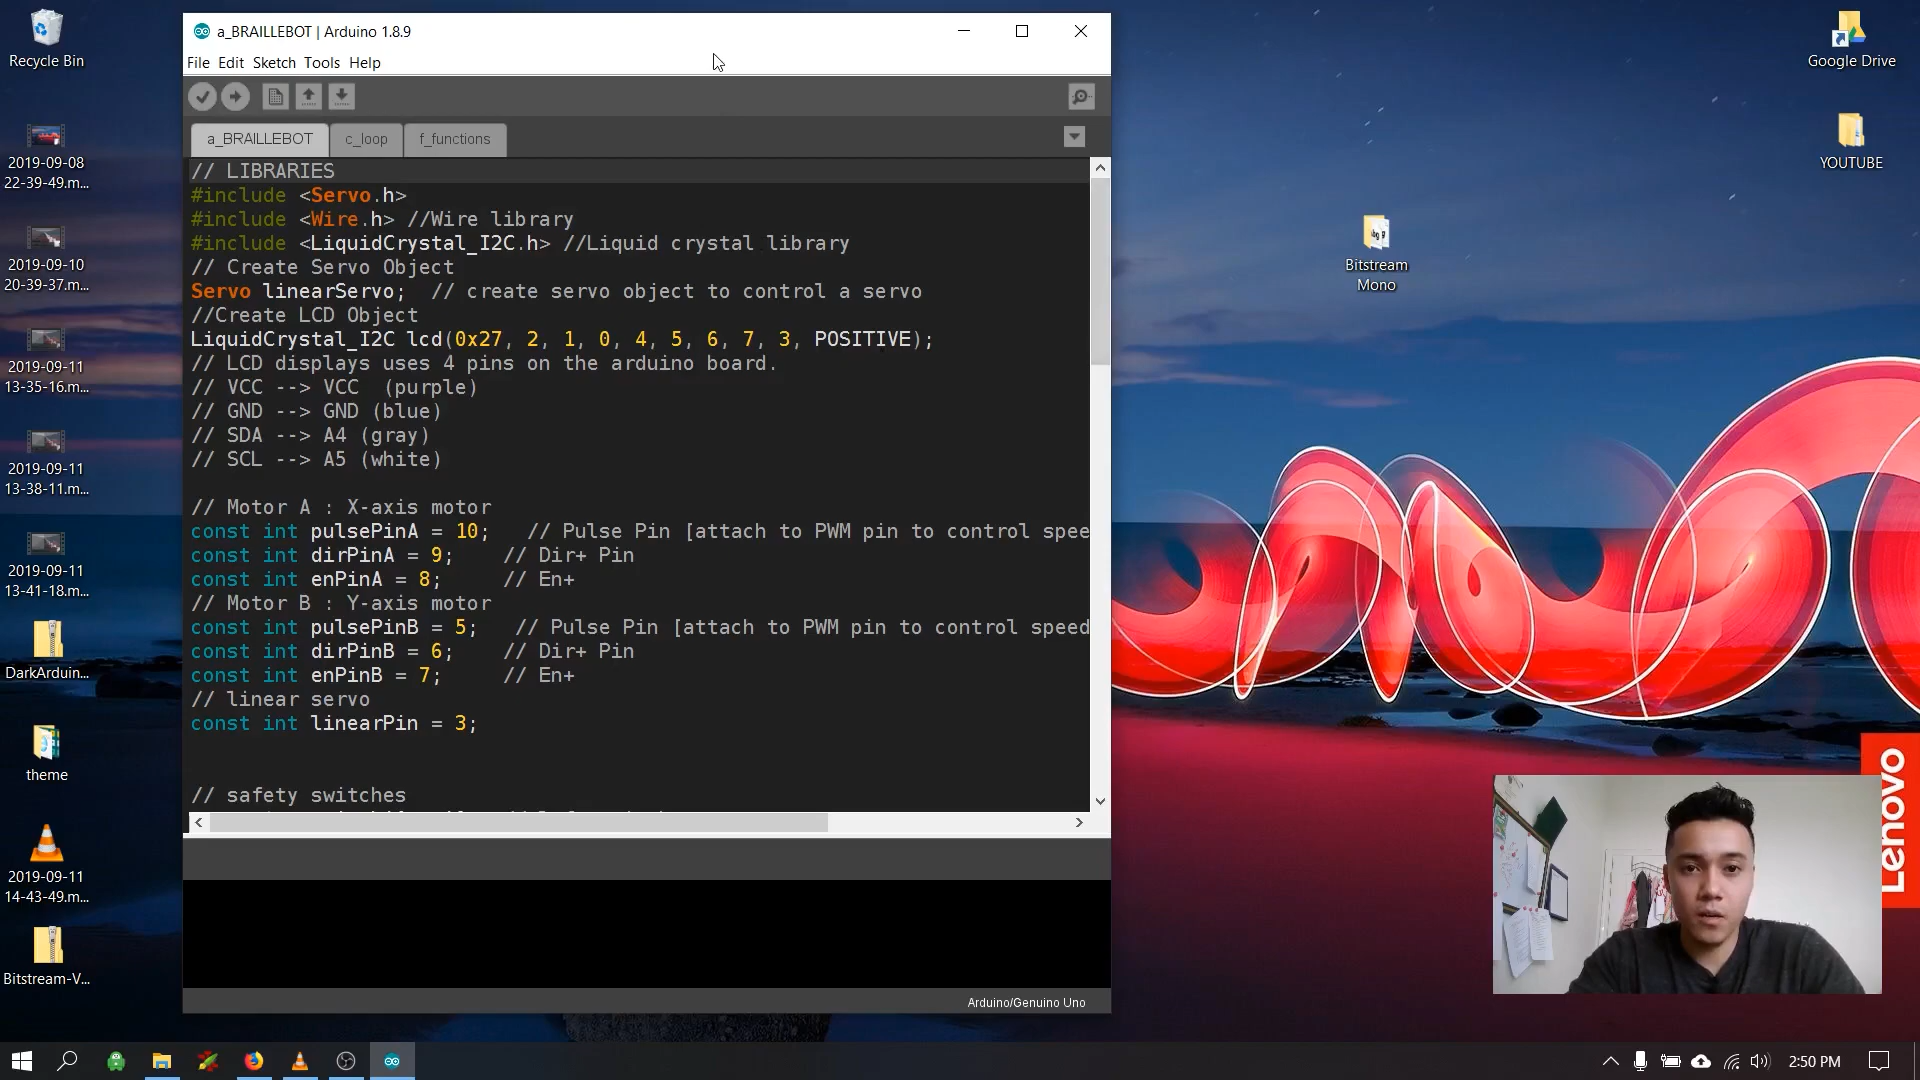 Recycle Bin
2019-09-08
22-39-49.m...
2019-09-10
20-39-37.m...
2019-09-11
13-35-16.m...
2019-09-11
13-38-11.m...
2019-09-11
13-41-18.m...
DarkArduin...
theme
2019-09-11
14-43-49.m...
Bitstream-V...
a_BRAILLEBOT | Arduino 1.8.9
File Edit Sketch Tools Help
a_BRAILLEBOT c_loop f_functions
// LIBRARIES
#include <Servo.h>
#include <Wire.h> //Wire library
#include <LiquidCrystal_I2C.h> //Liquid crystal library
// Create Servo Object
Servo linearServo;  // create servo object to control a servo
//Create LCD Object
LiquidCrystal_I2C lcd(0x27, 2, 1, 0, 4, 5, 6, 7, 3, POSITIVE);
// LCD displays uses 4 pins on the arduino board.
// VCC --> VCC  (purple)
// GND --> GND (blue)
// SDA --> A4 (gray)
// SCL --> A5 (white)
// Motor A : X-axis motor
const int pulsePinA = 10;   // Pulse Pin [attach to PWM pin to control spee
const int dirPinA = 9;    // Dir+ Pin
const int enPinA = 8;     // En+
// Motor B : Y-axis motor
const int pulsePinB = 5;   // Pulse Pin [attach to PWM pin to control speed
const int dirPinB = 6;    // Dir+ Pin
const int enPinB = 7;     // En+
// linear servo
const int linearPin = 3;
// safety switches
Arduino/Genuino Uno
Google Drive
YOUTUBE
Bitstream
Mono
Lenovo
2:50 PM